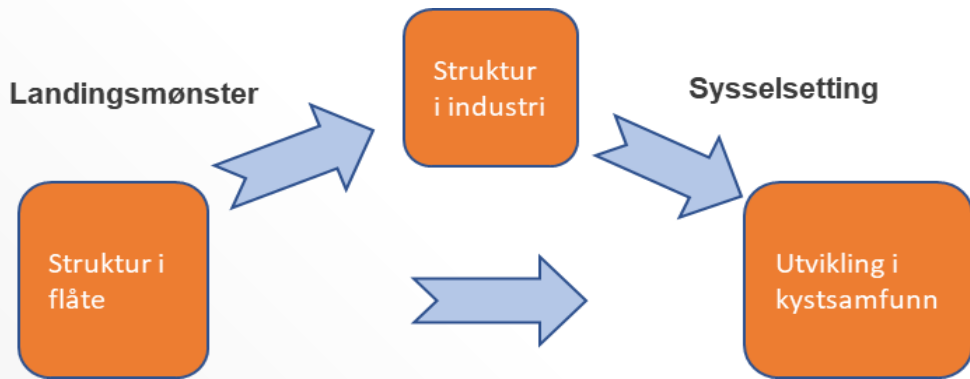 Landingsmønster
Struktur
i industri
Sysselsetting
Struktur i
flåte
Utvikling i
kystsamfunn